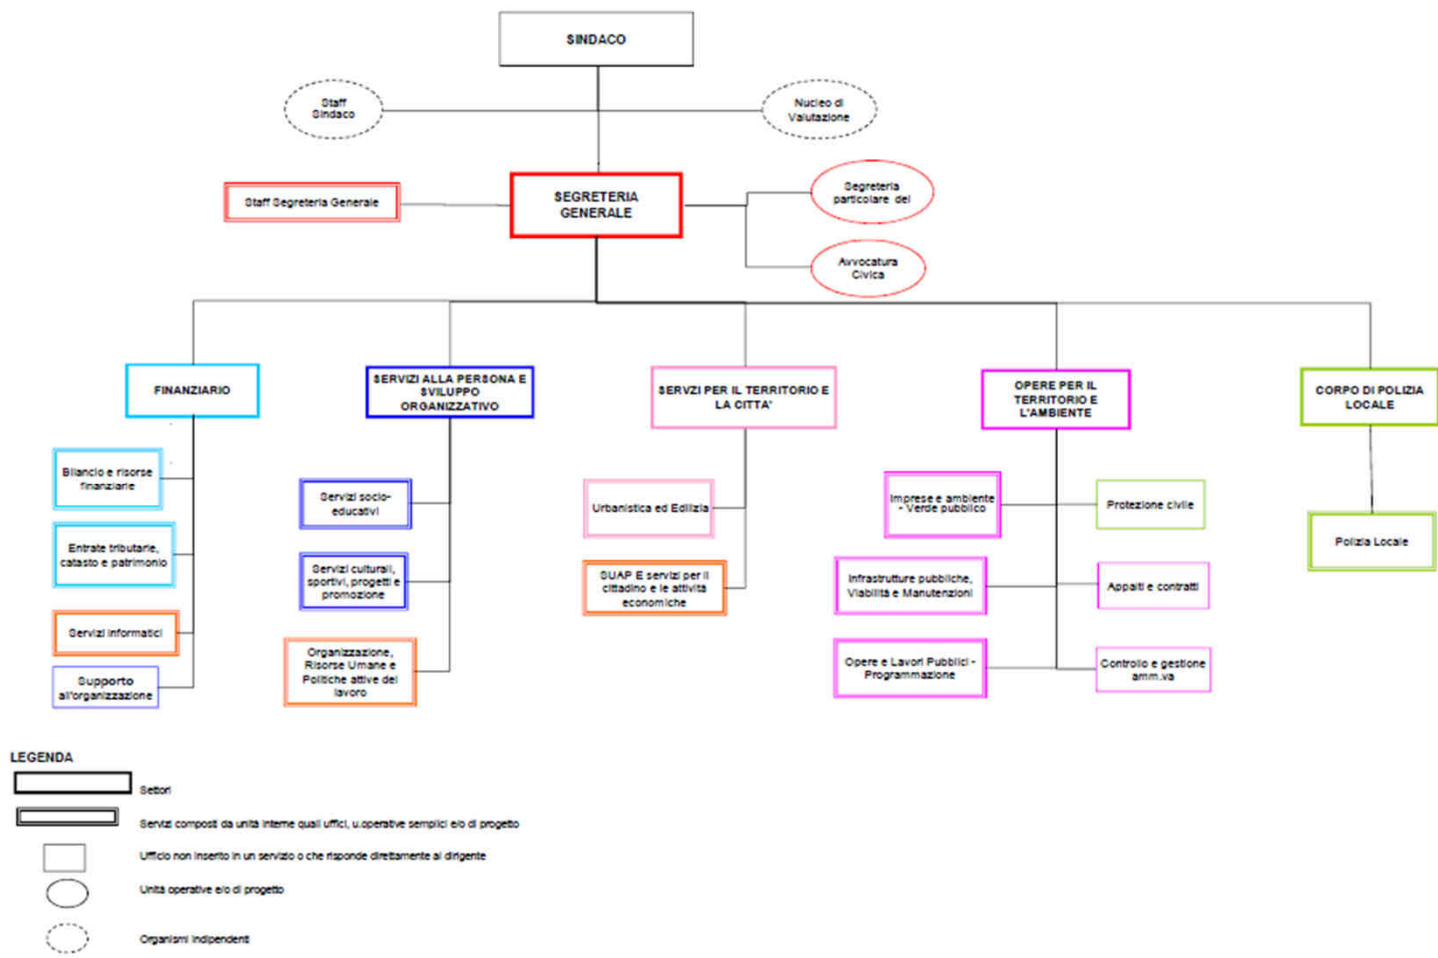 SINDACO
Staff
Sindaco
Nucleo di
Valutazione
Staff Segreteria Generale
SEGRETERIA
GENERALE
Segreteria
particolare del
Avvocatura
Civica
FINANZIARIO
SERVIZI ALLA PERSONA E
SVILUPPO
ORGANIZZATIVO
SERVZI PER IL TERRITORIO E
LA CITTA'
OPERE PER IL
TERRITORIO E
L'AMBIENTE
CORPO DI POLIZIA
LOCALE
Bilancio e risorse
finanziarie
Entrate tributarie,
catasto e patrimonio
Servizi informatici
Supporto
all'organizzazione
Servizi socio-
educativi
Servizi culturali,
sportivi, progetti e
promozione
Organizzazione,
Risorse Umane e
Politiche attive del
lavoro
Urbanistica ed Edilizia
SUAP E servizi per il
cittadino e le attività
economiche
Imprese e ambiente
- Verde pubblico
Infrastrutture pubbliche,
Viabilità e Manutenzioni
Opere e Lavori Pubblici -
Programmazione
Protezione civile
Appalti e contratti
Controllo e gestione
amm.va
Polizia Locale
LEGENDA
Settori
Servizi composti da unità interne quali uffici, u.operative semplici e/o di progetto
Ufficio non inserito in un servizio o che risponde direttamente al dirigente
Unità operative e/o di progetto
Organismi indipendenti